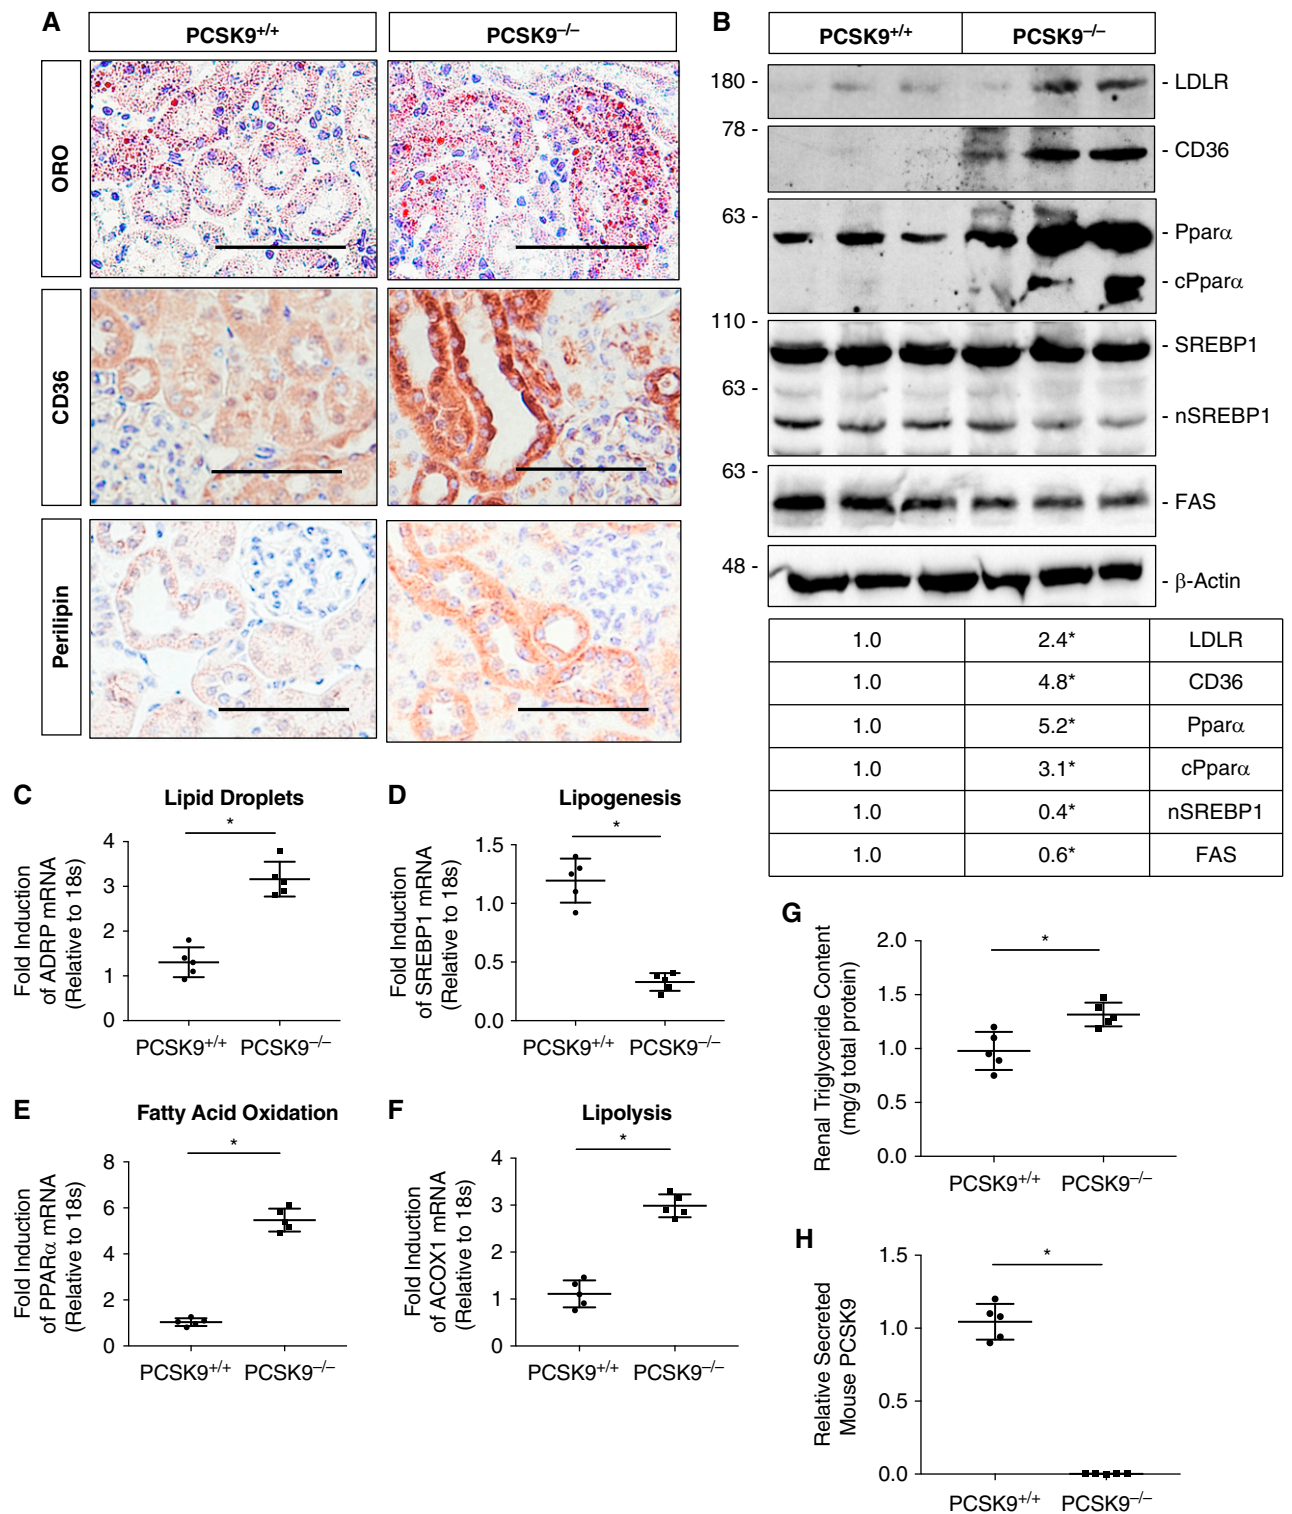 A
PCSK9+/+
PCSK9–/–
ORO
CD36
Perilipin
B
PCSK9+/+
PCSK9–/–
180 -
- LDLR
78 -
- CD36
63 -
- Pparα
- cPparα
110 -
- SREBP1
63 -
- nSREBP1
63 -
- FAS
48 -
- β-Actin
1.0 2.4* LDLR
1.0 4.8* CD36
1.0 5.2* Pparα
1.0 3.1* cPparα
1.0 0.4* nSREBP1
1.0 0.6* FAS
C
Lipid Droplets
Fold Induction
of ADRP mRNA
(Relative to 18s)
4
3
2
1
0
*
PCSK9+/+ PCSK9–/–
D
Lipogenesis
Fold Induction
of SREBP1 mRNA
(Relative to 18s)
1.5
1.0
0.5
0.0
*
PCSK9+/+ PCSK9–/–
E
Fatty Acid Oxidation
Fold Induction
of PPARα mRNA
(Relative to 18s)
8
6
4
2
0
*
PCSK9+/+ PCSK9–/–
F
Lipolysis
Fold Induction
of ACOX1 mRNA
(Relative to 18s)
4
3
2
1
0
*
PCSK9+/+ PCSK9–/–
G
Renal Triglyceride Content
(mg/g total protein)
2.0
1.5
1.0
0.5
0.0
*
PCSK9+/+ PCSK9–/–
H
Relative Secreted
Mouse PCSK9
1.5
1.0
0.5
0.0
*
PCSK9+/+ PCSK9–/–